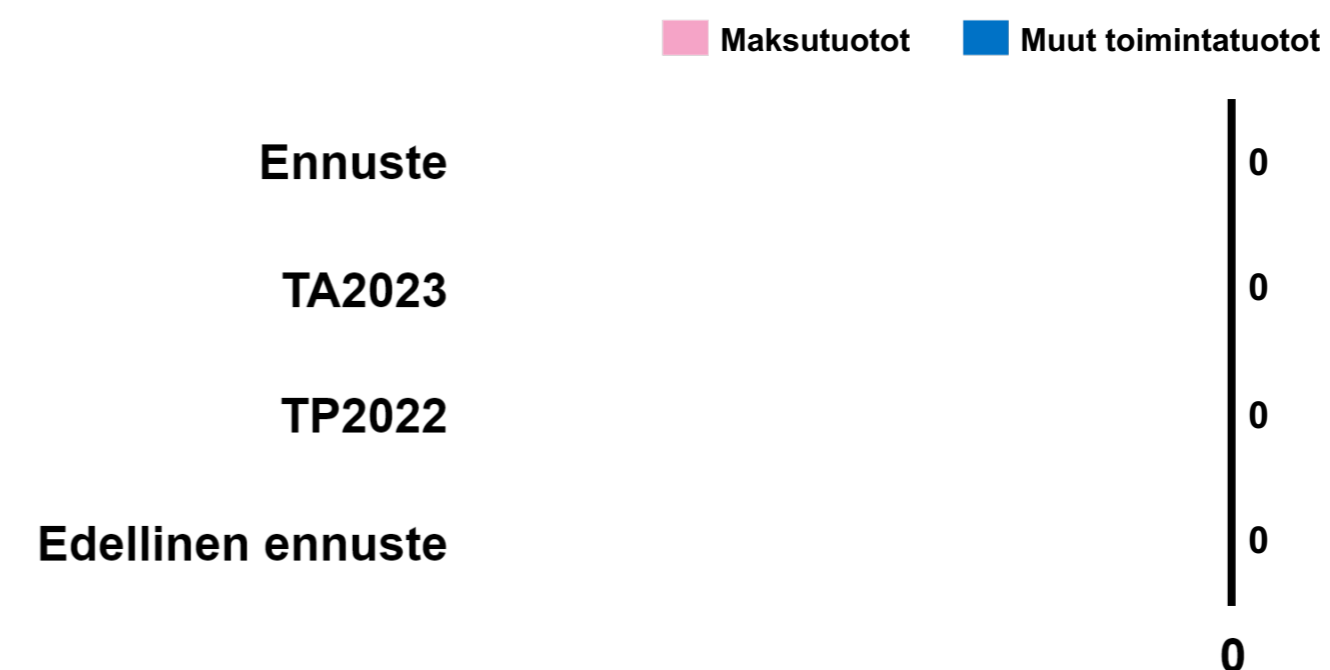 Maksutuotot Muut toimintatuotot
Ennuste 0
TA2023 0
TP2022 0
Edellinen ennuste 0
0